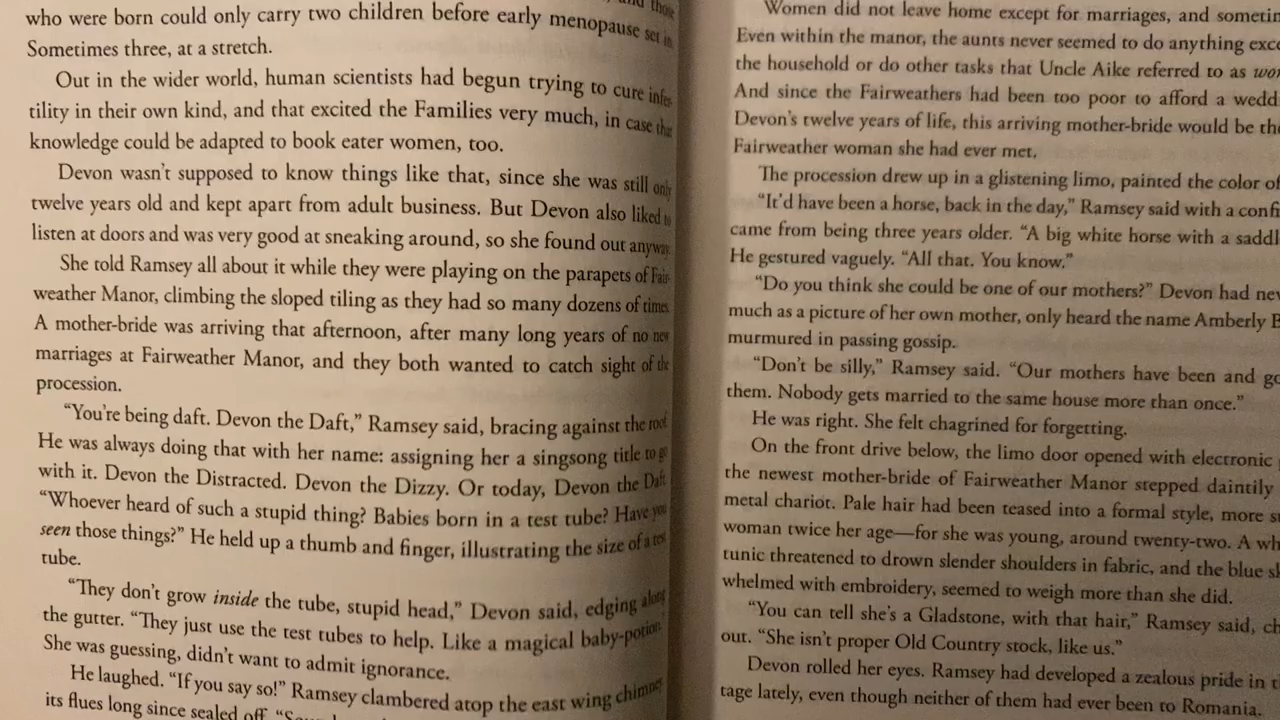 and those
who were born could only carry two children before early menopause set in.
Sometimes three, at a stretch.
Out in the wider world, human scientists had begun trying to cure infer-
tility in their own kind, and that excited the Families very much, in case that
knowledge could be adapted to book eater women, too.
Devon wasn't supposed to know things like that, since she was still only
twelve years old and kept apart from adult business. But Devon also liked to
listen at doors and was very good at sneaking around, so she found out anyway.
She told Ramsey all about it while they were playing on the parapets of Fair-
weather Manor, climbing the sloped tiling as they had so many dozens of times.
A mother-bride was arriving that afternoon, after many long years of no new
marriages at Fairweather Manor, and they both wanted to catch sight of the
procession.
“You're being daft. Devon the Daft,” Ramsey said, bracing against the roof.
He was always doing that with her name: assigning her a singsong title to go
with it. Devon the Distracted. Devon the Dizzy. Or today, Devon the Daft.
“Whoever heard of such a stupid thing? Babies born in a test tube? Have you
seen those things?” He held up a thumb and finger, illustrating the size of a test
tube.
“They don't grow inside the tube, stupid head,” Devon said, edging along
the gutter. “They just use the test tubes to help. Like a magical baby-potion.”
She was guessing, didn't want to admit ignorance.
He laughed. “If you say so!” Ramsey clambered atop the east wing chimney,
its flues long since sealed off.
Women did not leave home except for marriages, and
Even within the manor, the aunts never seemed to do anything
the household or do other tasks that Uncle Aike referred to as
And since the Fairweathers had been too poor to afford a
Devon's twelve years of life, this arriving mother-bride would be
Fairweather woman she had ever met.
The procession drew up in a glistening limo, painted the color of
“It'd have been a horse, back in the day,” Ramsey said with a
came from being three years older. “A big white horse with a
He gestured vaguely. “All that. You know.”
“Do you think she could be one of our mothers?” Devon had
much as a picture of her own mother, only heard the name Amberly
murmured in passing gossip.
“Don't be silly,” Ramsey said. “Our mothers have been and
them. Nobody gets married to the same house more than once.”
He was right. She felt chagrined for forgetting.
On the front drive below, the limo door opened with electronic
the newest mother-bride of Fairweather Manor stepped daintily
metal chariot. Pale hair had been teased into a formal style, more
woman twice her age—for she was young, around twenty-two. A
tunic threatened to drown slender shoulders in fabric, and the blue
whelmed with embroidery, seemed to weigh more than she did.
“You can tell she's a Gladstone, with that hair,” Ramsey said,
out. “She isn't proper Old Country stock, like us.”
Devon rolled her eyes. Ramsey had developed a zealous pride in
tage lately, even though neither of them had ever been to Romania.